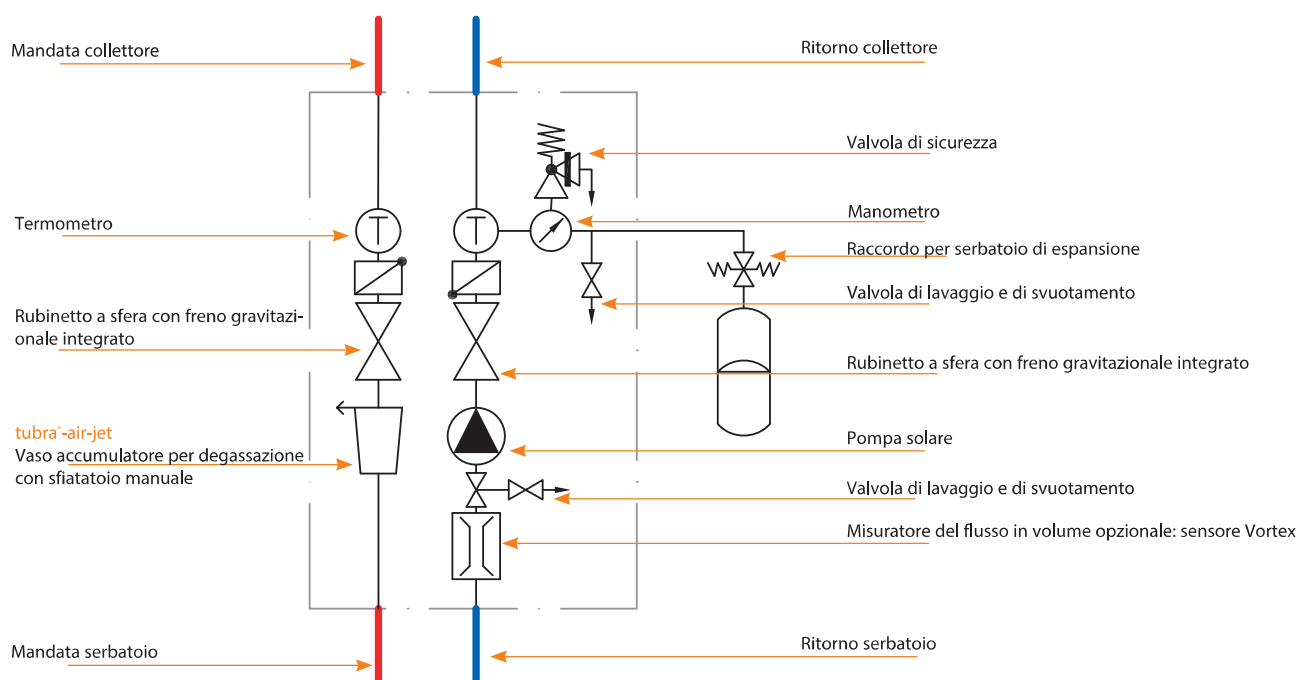 Mandata collettore
Ritorno collettore
Valvola di sicurezza
Termometro
T
T
Manometro
Raccordo per serbatoio di espansione
Valvola di lavaggio e di svuotamento
Rubinetto a sfera con freno gravitazi-
onale integrato
Rubinetto a sfera con freno gravitazionale integrato
tubra®-air-jet
Vaso accumulatore per degassazione
con sfiatatoio manuale
Pompa solare
Valvola di lavaggio e di svuotamento
Misuratore del flusso in volume opzionale: sensore Vortex
Mandata serbatoio
Ritorno serbatoio